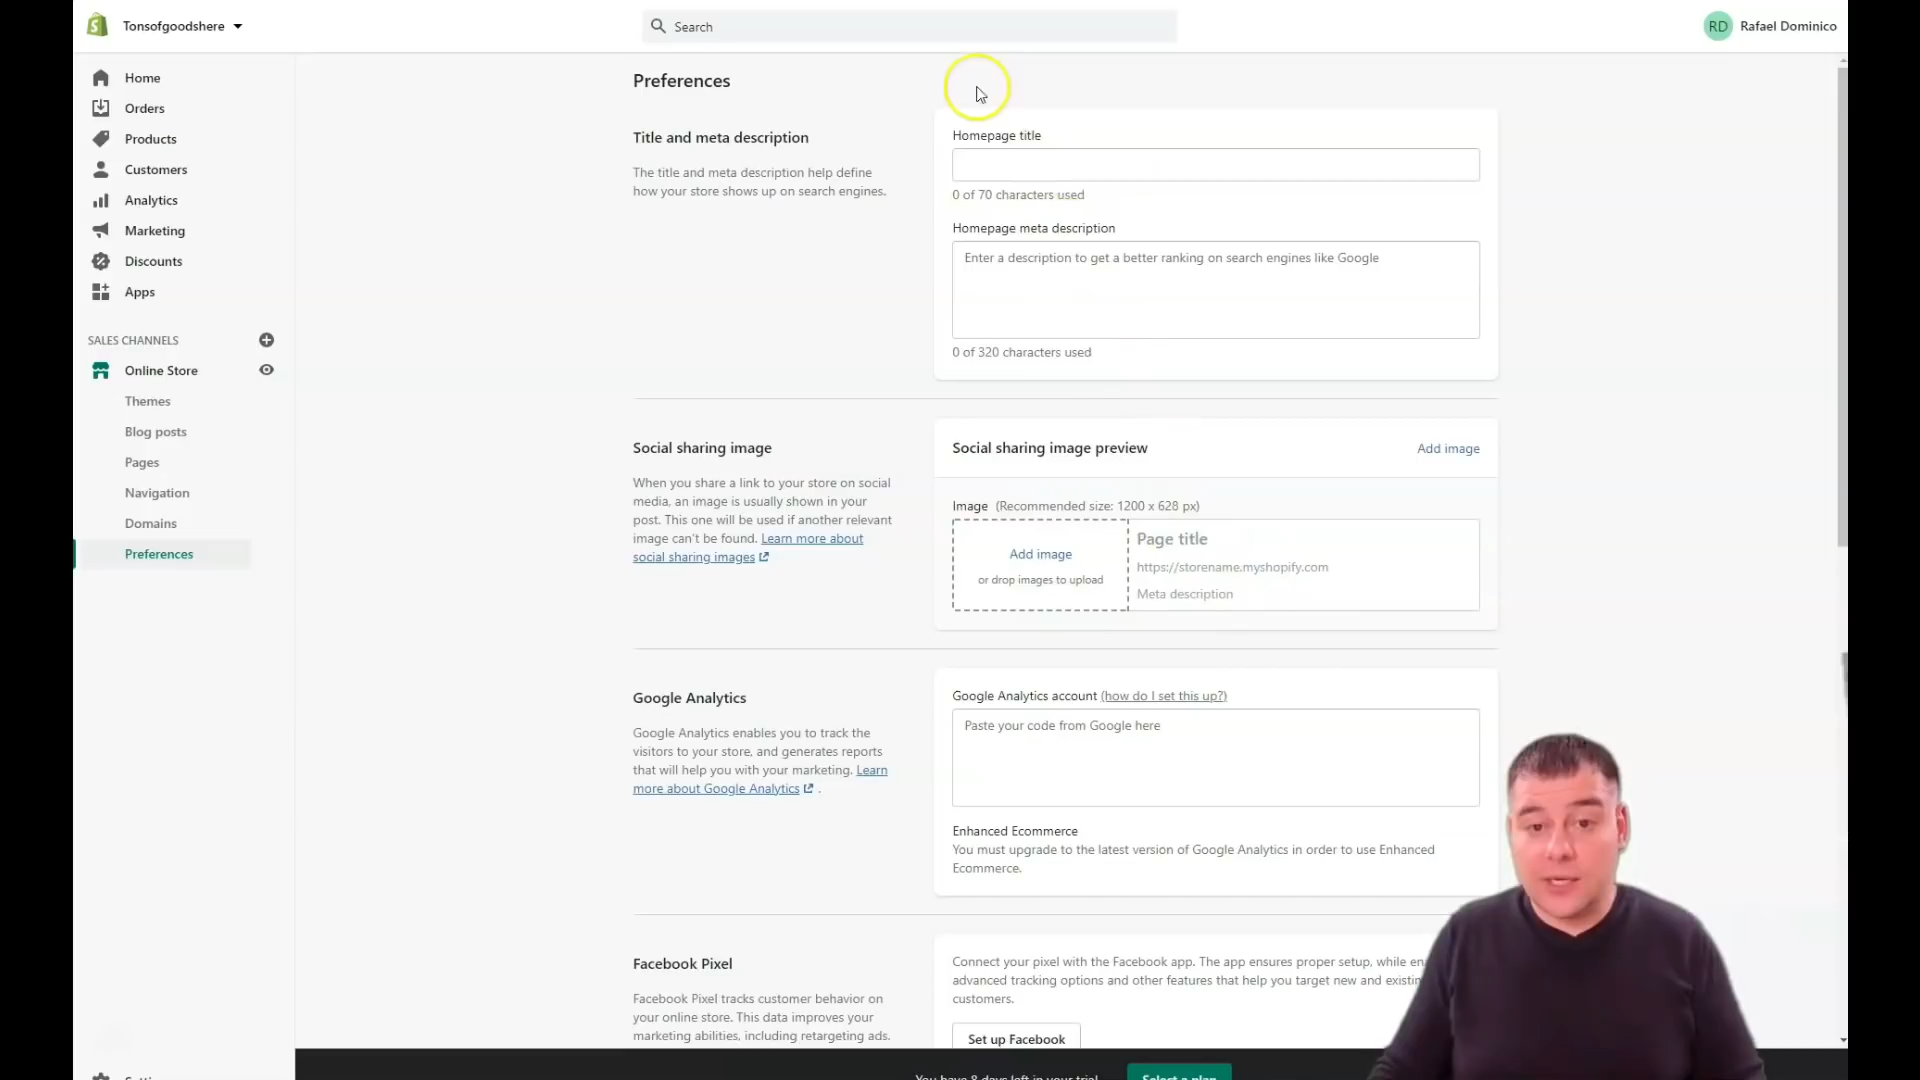 Tonsofgoodshere
Search
RD Rafael Dominico
Home
Orders
Products
Customers
Analytics
Marketing
Discounts
Apps
SALES CHANNELS
Online Store
Themes
Blog posts
Pages
Navigation
Domains
Preferences
Preferences
Title and meta description
The title and meta description help define
how your store shows up on search engines.
Homepage title
0 of 70 characters used
Homepage meta description
Enter a description to get a better ranking on search engines like Google
0 of 320 characters used
Social sharing image
When you share a link to your store on social
media, an image is usually shown in your
post. This one will be used if another relevant
image can't be found. Learn more about
social sharing images
Social sharing image preview
Add image
Image (Recommended size: 1200 x 628 px)
Add image
or drop images to upload
Page title
https://storename.myshopify.com
Meta description
Google Analytics
Google Analytics enables you to track the
visitors to your store, and generates reports
that will help you with your marketing. Learn
more about Google Analytics .
Google Analytics account (how do I set this up?)
Paste your code from Google here
Enhanced Ecommerce
You must upgrade to the latest version of Google Analytics in order to use Enhanced
Ecommerce.
Facebook Pixel
Facebook Pixel tracks customer behavior on
your online store. This data improves your
marketing abilities, including retargeting ads.
Connect your pixel with the Facebook app. The app ensures proper setup, while en
advanced tracking options and other features that help you target new and existin
customers.
Set up Facebook
You have 8 days left in your trial
Select a plan